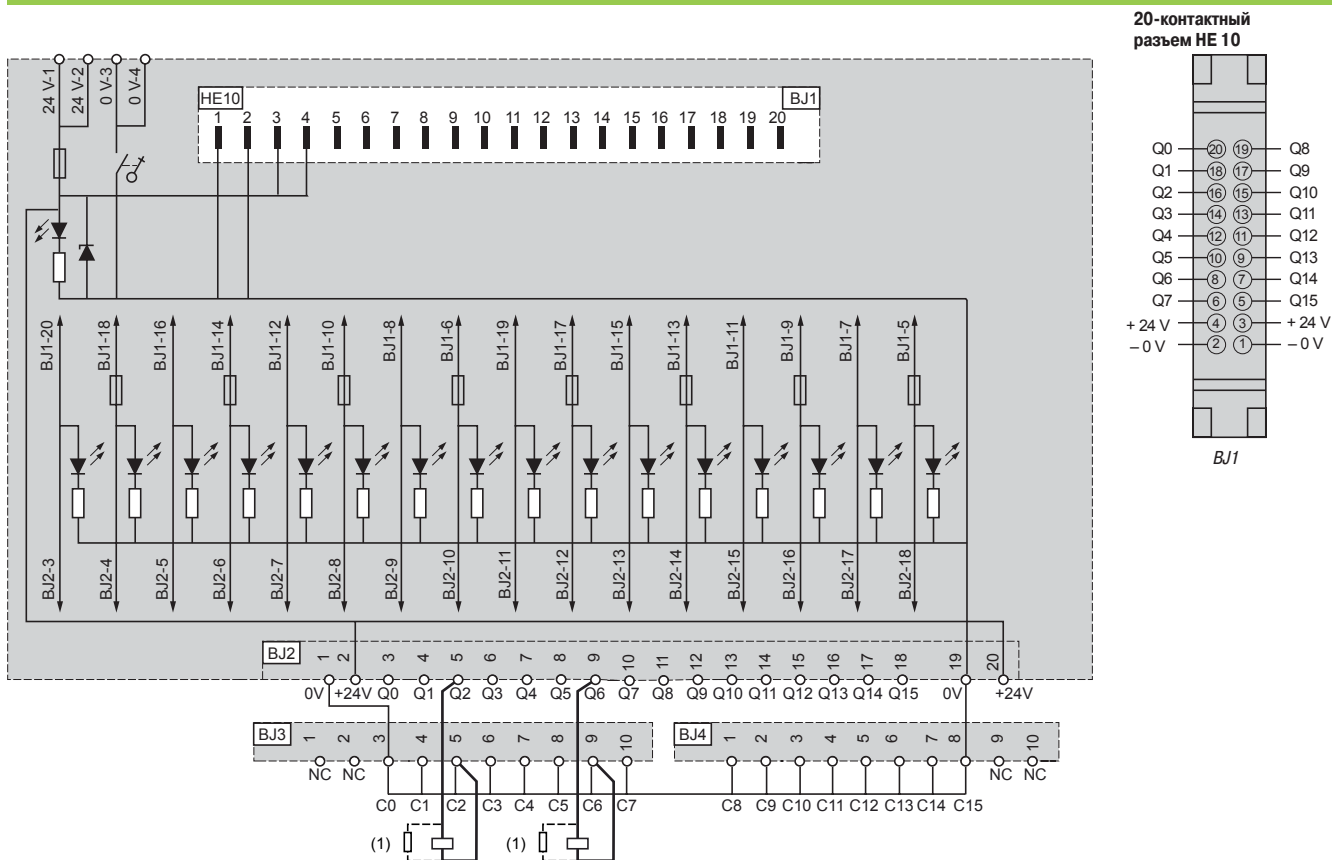 20-контактный
разъем HE 10
24 V-1
24 V-2
0 V-3
0 V-4
HE10
BJ1
1 2 3 4 5 6 7 8 9 10 11 12 13 14 15 16 17 18 19 20
Q0 20 19 Q8
Q1 18 17 Q9
Q2 16 15 Q10
Q3 14 13 Q11
Q4 12 11 Q12
Q5 10 9 Q13
Q6 8 7 Q14
Q7 6 5 Q15
+ 24 V 4 3 + 24 V
– 0 V 2 1 – 0 V
BJ1
BJ1-20 BJ1-18 BJ1-16 BJ1-14 BJ1-12 BJ1-10 BJ1-8 BJ1-6 BJ1-19 BJ1-17 BJ1-15 BJ1-13 BJ1-11 BJ1-9 BJ1-7 BJ1-5
BJ2-3 BJ2-4 BJ2-5 BJ2-6 BJ2-7 BJ2-8 BJ2-9 BJ2-10 BJ2-11 BJ2-12 BJ2-13 BJ2-14 BJ2-15 BJ2-16 BJ2-17 BJ2-18
BJ2
1 2 3 4 5 6 7 8 9 10 11 12 13 14 15 16 17 18 19 20
0V +24V Q0 Q1 Q2 Q3 Q4 Q5 Q6 Q7 Q8 Q9 Q10 Q11 Q12 Q13 Q14 Q15 0V +24V
BJ3
1 2 3 4 5 6 7 8 9 10
BJ4
1 2 3 4 5 6 7 8 9 10
NC NC
NC NC
C0 C1 C2 C3 C4 C5 C6 C7
C8 C9 C10 C11 C12 C13 C14 C15
(1)
(1)